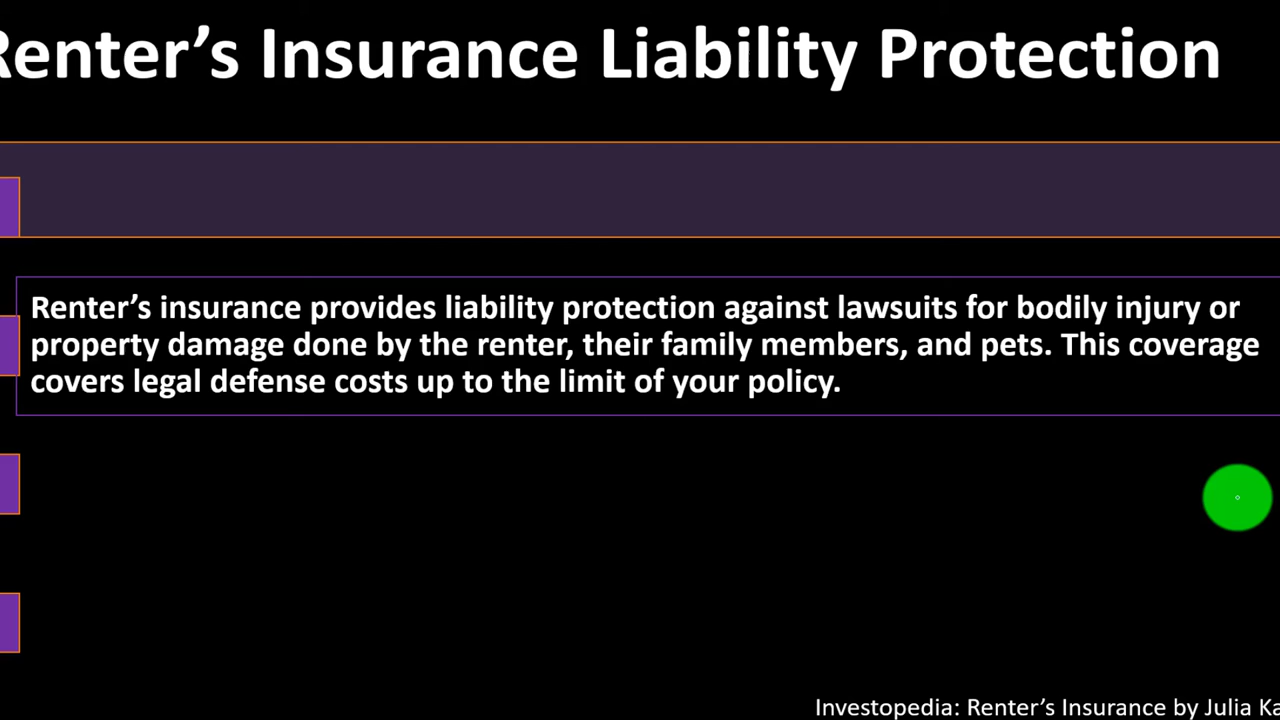 Renter’s Insurance Liability Protection
Renter’s insurance provides liability protection against lawsuits for bodily injury or
property damage done by the renter, their family members, and pets. This coverage
covers legal defense costs up to the limit of your policy.
Investopedia: Renter’s Insurance by Julia